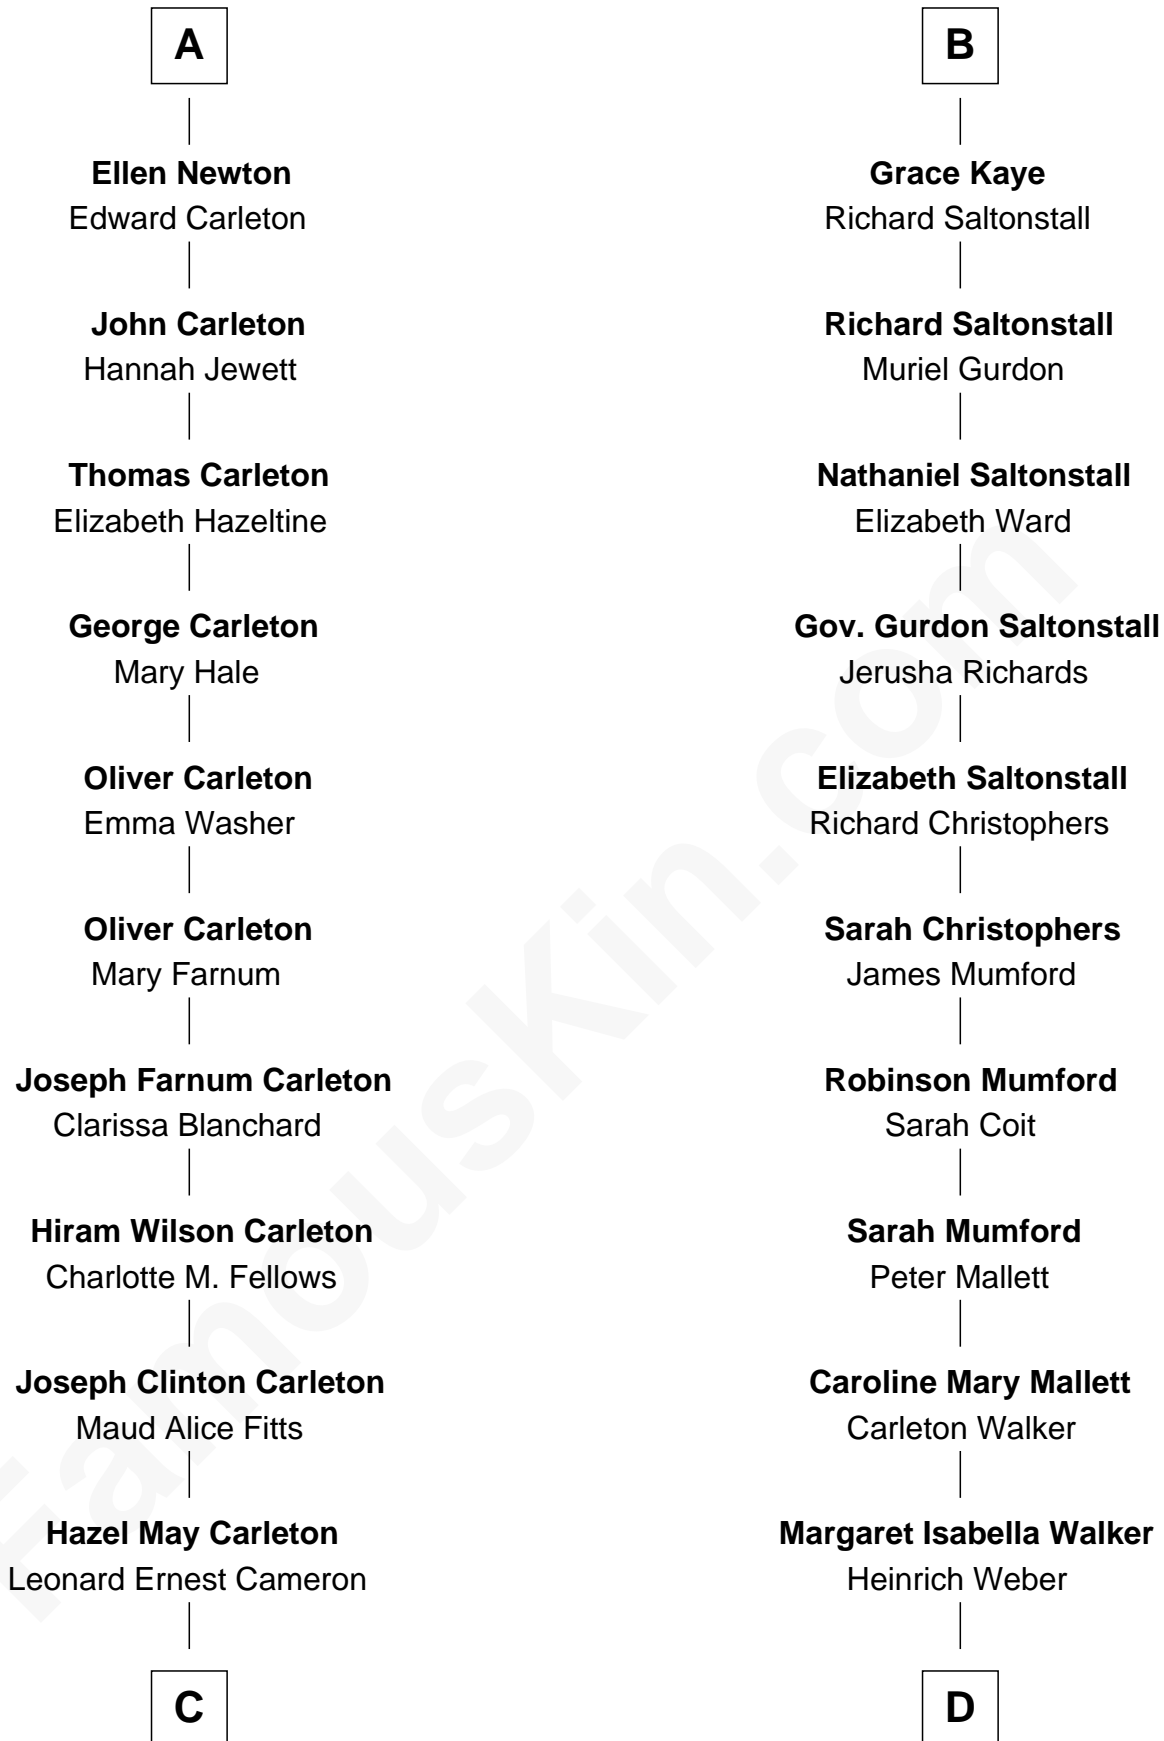 A
Ellen Newton
Edward Carleton
John Carleton
Hannah Jewett
Thomas Carleton
Elizabeth Hazeltine
George Carleton
Mary Hale
Oliver Carleton
Emma Washer
Oliver Carleton
Mary Farnum
Joseph Farnum Carleton
Clarissa Blanchard
Hiram Wilson Carleton
Charlotte M. Fellows
Joseph Clinton Carleton
Maud Alice Fitts
Hazel May Carleton
Leonard Ernest Cameron
C
B
Grace Kaye
Richard Saltonstall
Richard Saltonstall
Muriel Gurdon
Nathaniel Saltonstall
Elizabeth Ward
Gov. Gurdon Saltonstall
Jerusha Richards
Elizabeth Saltonstall
Richard Christophers
Sarah Christophers
James Mumford
Robinson Mumford
Sarah Coit
Sarah Mumford
Peter Mallett
Caroline Mary Mallett
Carleton Walker
Margaret Isabella Walker
Heinrich Weber
D
FamousKin.com